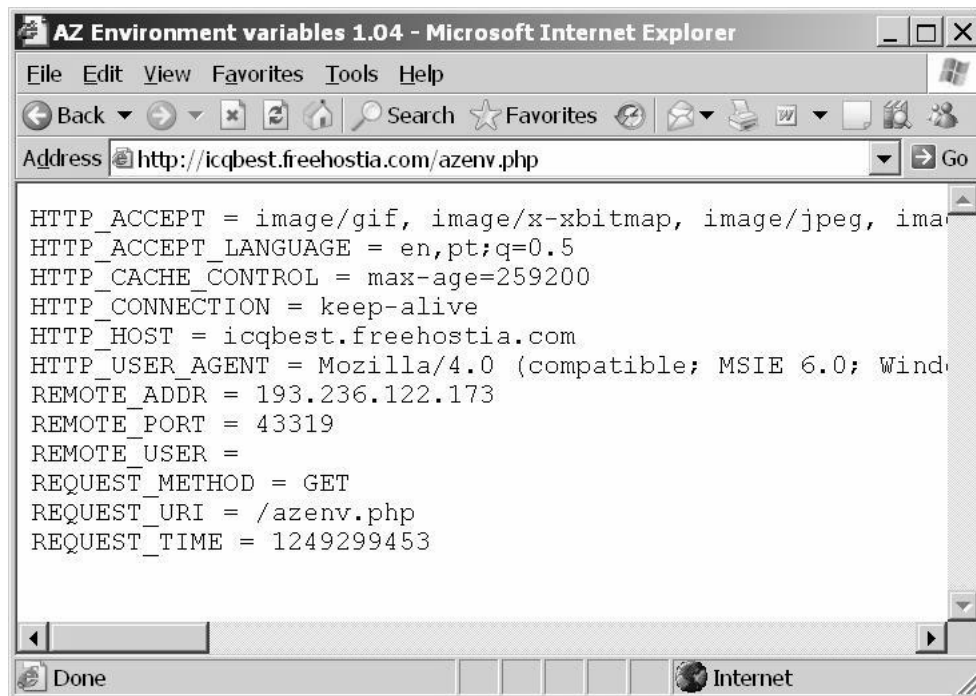 AZ Environment variables 1.04 - Microsoft Internet Explorer
File Edit View Favorites Tools Help
Back Search Favorites
Address http://icqbest.freehostia.com/azenv.php Go
HTTP_ACCEPT = image/gif, image/x-xbitmap, image/jpeg, ima
HTTP_ACCEPT_LANGUAGE = en,pt;q=0.5
HTTP_CACHE_CONTROL = max-age=259200
HTTP_CONNECTION = keep-alive
HTTP_HOST = icqbest.freehostia.com
HTTP_USER_AGENT = Mozilla/4.0 (compatible; MSIE 6.0; Wind
REMOTE_ADDR = 193.236.122.173
REMOTE_PORT = 43319
REMOTE_USER =
REQUEST_METHOD = GET
REQUEST_URI = /azenv.php
REQUEST_TIME = 1249299453
Done Internet